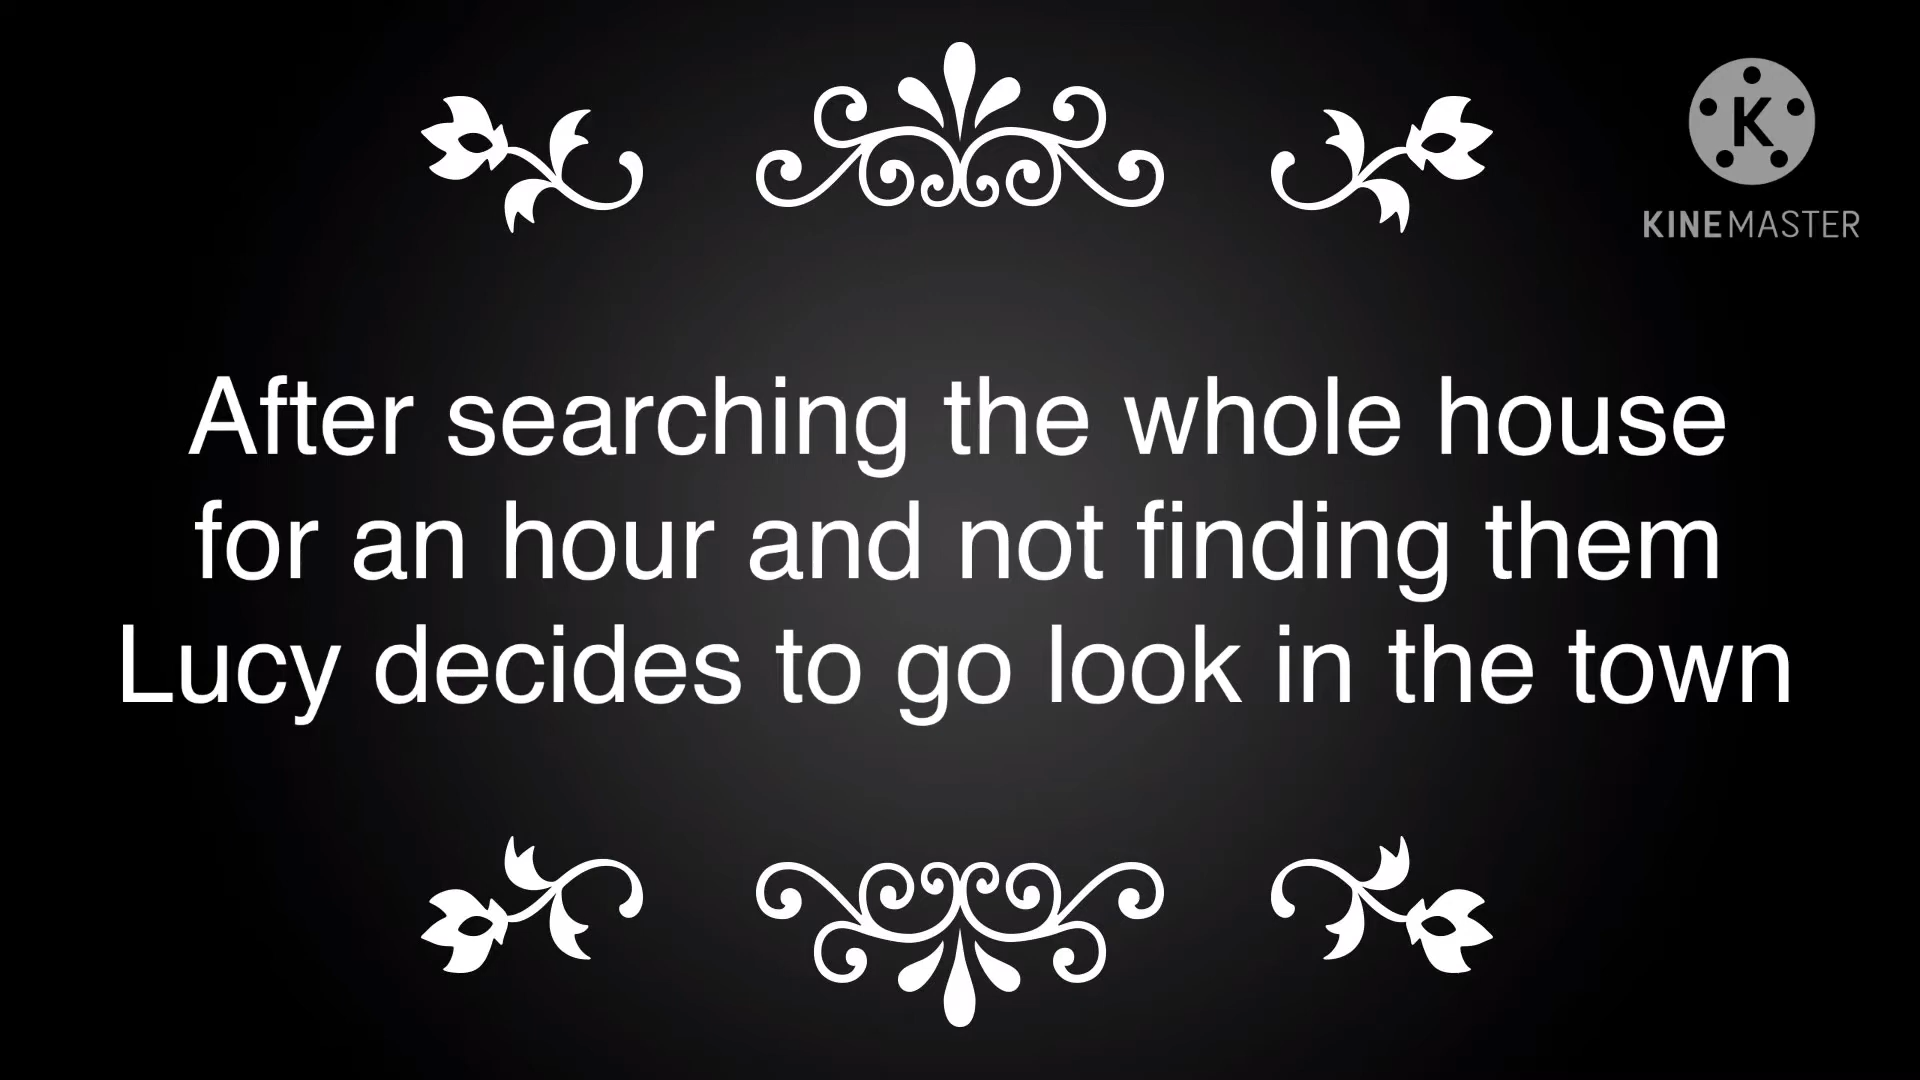 K
KINEMASTER
After searching the whole house
for an hour and not finding them
Lucy decides to go look in the town